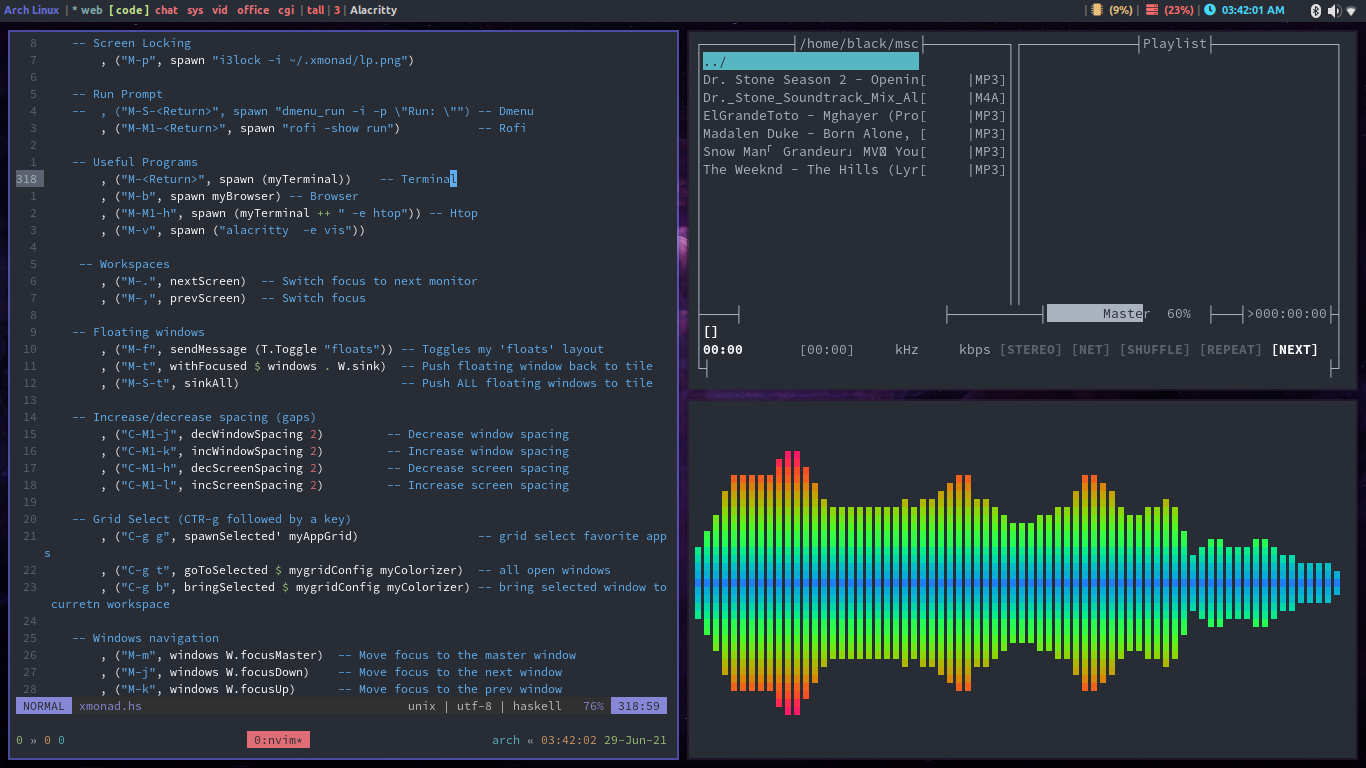 Arch Linux | * web [ code ] chat sys vid office cgi | tall | 3 | Alacritty
| (9%) | (23%) | 03:42:01 AM
8 -- Screen Locking
7 , ("M-p", spawn "i3lock -i ~/.xmonad/lp.png")
6
5 -- Run Prompt
4 -- , ("M-S-<Return>", spawn "dmenu_run -i -p \"Run: \"") -- Dmenu
3 , ("M-M1-<Return>", spawn "rofi -show run") -- Rofi
2
1 -- Useful Programs
318 , ("M-<Return>", spawn (myTerminal)) -- Terminal
1 , ("M-b", spawn myBrowser) -- Browser
2 , ("M-M1-h", spawn (myTerminal ++ " -e htop")) -- Htop
3 , ("M-v", spawn ("alacritty  -e vis"))
4
5 -- Workspaces
6 , ("M-.", nextScreen) -- Switch focus to next monitor
7 , ("M-,", prevScreen) -- Switch focus
8
9 -- Floating windows
10 , ("M-f", sendMessage (T.Toggle "floats")) -- Toggles my 'floats' layout
11 , ("M-t", withFocused $ windows . W.sink) -- Push floating window back to tile
12 , ("M-S-t", sinkAll) -- Push ALL floating windows to tile
13
14 -- Increase/decrease spacing (gaps)
15 , ("C-M1-j", decWindowSpacing 2) -- Decrease window spacing
16 , ("C-M1-k", incWindowSpacing 2) -- Increase window spacing
17 , ("C-M1-h", decScreenSpacing 2) -- Decrease screen spacing
18 , ("C-M1-l", incScreenSpacing 2) -- Increase screen spacing
19
20 -- Grid Select (CTR-g followed by a key)
21 , ("C-g g", spawnSelected' myAppGrid) -- grid select favorite app
s
22 , ("C-g t", goToSelected $ mygridConfig myColorizer) -- all open windows
23 , ("C-g b", bringSelected $ mygridConfig myColorizer) -- bring selected window to
curretn workspace
24
25 -- Windows navigation
26 , ("M-m", windows W.focusMaster) -- Move focus to the master window
27 , ("M-j", windows W.focusDown) -- Move focus to the next window
28 , ("M-k", windows W.focusUp) -- Move focus to the prev window
NORMAL xmonad.hs unix | utf-8 | haskell 76% 318:59
0 » 0 0 0:nvim* arch « 03:42:02 29-Jun-21
/home/black/msc
../
Dr. Stone Season 2 - Openin[ |MP3]
Dr._Stone_Soundtrack_Mix_Al[ |M4A]
ElGrandeToto - Mghayer (Pro[ |MP3]
Madalen Duke - Born Alone, [ |MP3]
Snow Man「 Grandeur」 MV You[ |MP3]
The Weeknd - The Hills (Lyr[ |MP3]
Playlist
Master 60% >000:00:00
[]
00:00 [00:00] kHz kbps [STEREO] [NET] [SHUFFLE] [REPEAT] [NEXT]